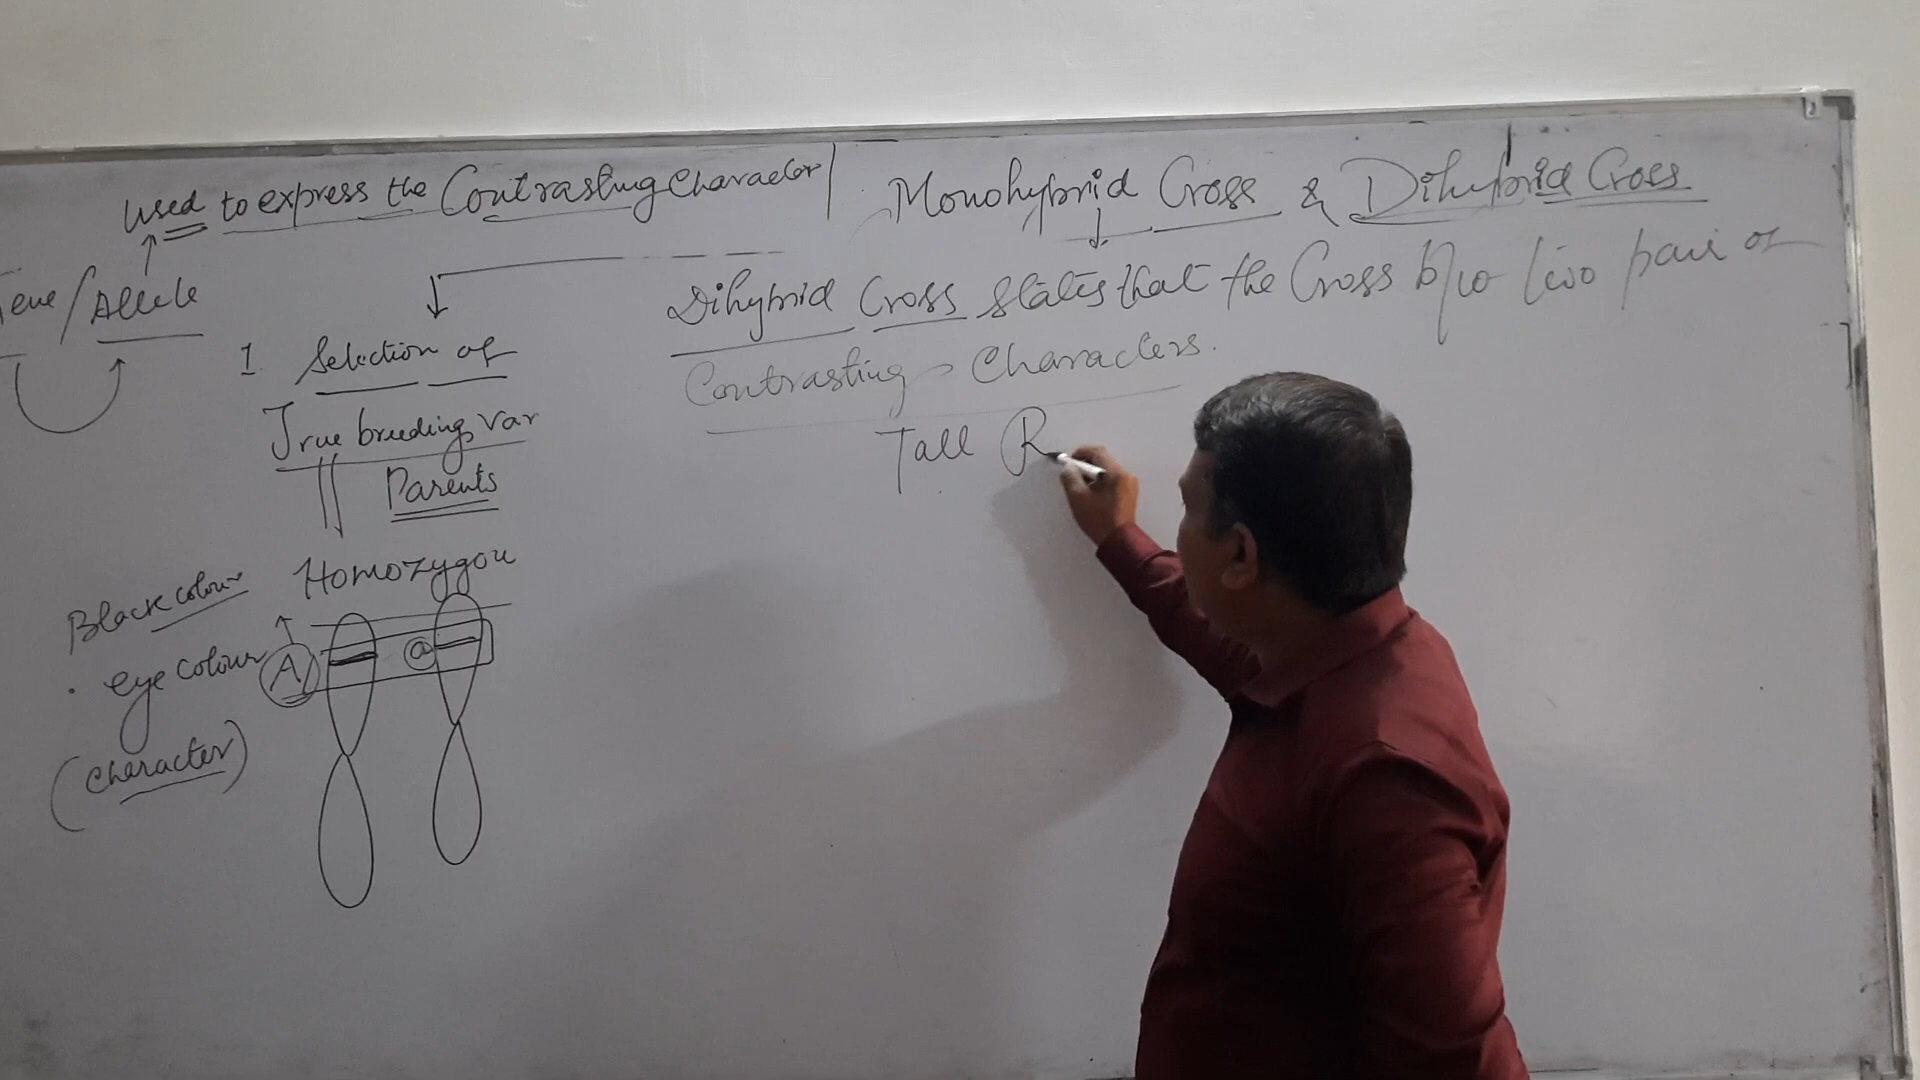 used to express the Contrasting Character
Monohybrid Cross & Dihybrid Cross
Gene/Allele
1. Selection of
True breeding var
Parents
Homozygou
Black colour
eye colour
(character)
A
a
Dihybrid Cross states that the Cross b/w two pair of
Contrasting Characters.
Tall R